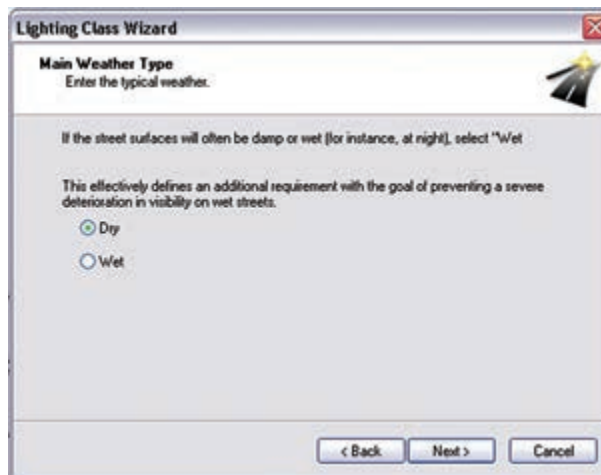 Lighting Class Wizard
Main Weather Type
Enter the typical weather.
If the street surfaces will often be damp or wet (for instance, at night), select "Wet
This effectively defines an additional requirement with the goal of preventing a severe
deterioration in visibility on wet streets.
Dry
Wet
< Back
Next >
Cancel